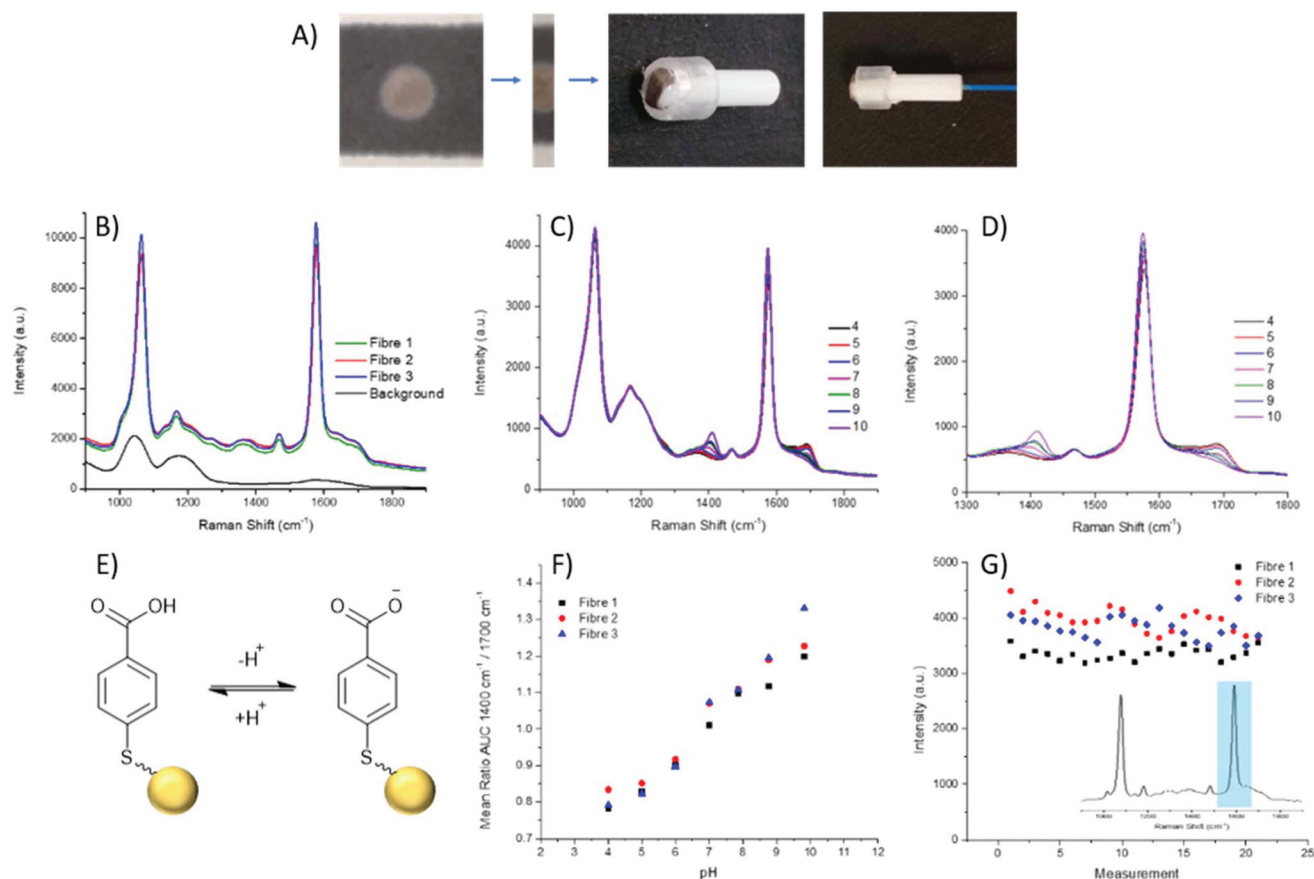 A)
B)
10000
8000
6000
4000
2000
0
Intensity (a.u.)
1000
1200
1400
1600
1800
Raman Shift (cm⁻¹)
Fibre 1
Fibre 2
Fibre 3
Background
C)
4000
3000
2000
1000
0
Intensity (a.u.)
1000
1200
1400
1600
1800
Raman Shift (cm⁻¹)
4
5
6
7
8
9
10
D)
4000
3000
2000
1000
0
Intensity (a.u.)
1300
1400
1500
1600
1700
1800
Raman Shift (cm⁻¹)
4
5
6
7
8
9
10
E)
O
OH
S
-H⁺
+H⁺
O
O⁻
S
F)
1.4
1.3
1.2
1.1
1.0
0.9
0.8
0.7
Mean Ratio AUC 1400 cm⁻¹ / 1700 cm⁻¹
2
3
4
5
6
7
8
9
10
11
12
pH
Fibre 1
Fibre 2
Fibre 3
G)
5000
4000
3000
2000
1000
0
Intensity (a.u.)
0
5
10
15
20
25
Measurement
Fibre 1
Fibre 2
Fibre 3
1200
1400
Raman Shift (cm⁻¹)